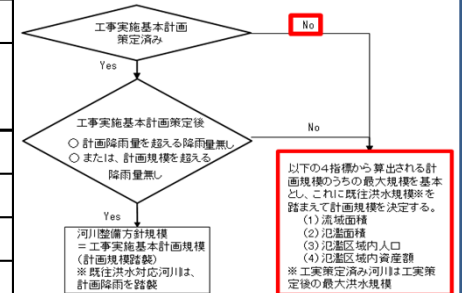 工事実施基本計画
策定済み
No
Yes
工事実施基本計画策定後
○ 計画降雨量を超える降雨量無し
○ または、計画規模を超える
降雨量無し
No
Yes
河川整備方針規模
＝工事実施基本計画規模
(計画規模踏襲)
※既往洪水対応河川は、
計画降雨を踏襲
以下の4指標から算出される計
画規模のうちの最大規模を基本
とし、これに既往洪水規模※を
踏まえて計画規模を決定する。
(1)流域面積
(2)氾濫面積
(3)氾濫区域内人口
(4)氾濫区域内資産額
※工実策定済み河川は工実策
定後の最大洪水規模